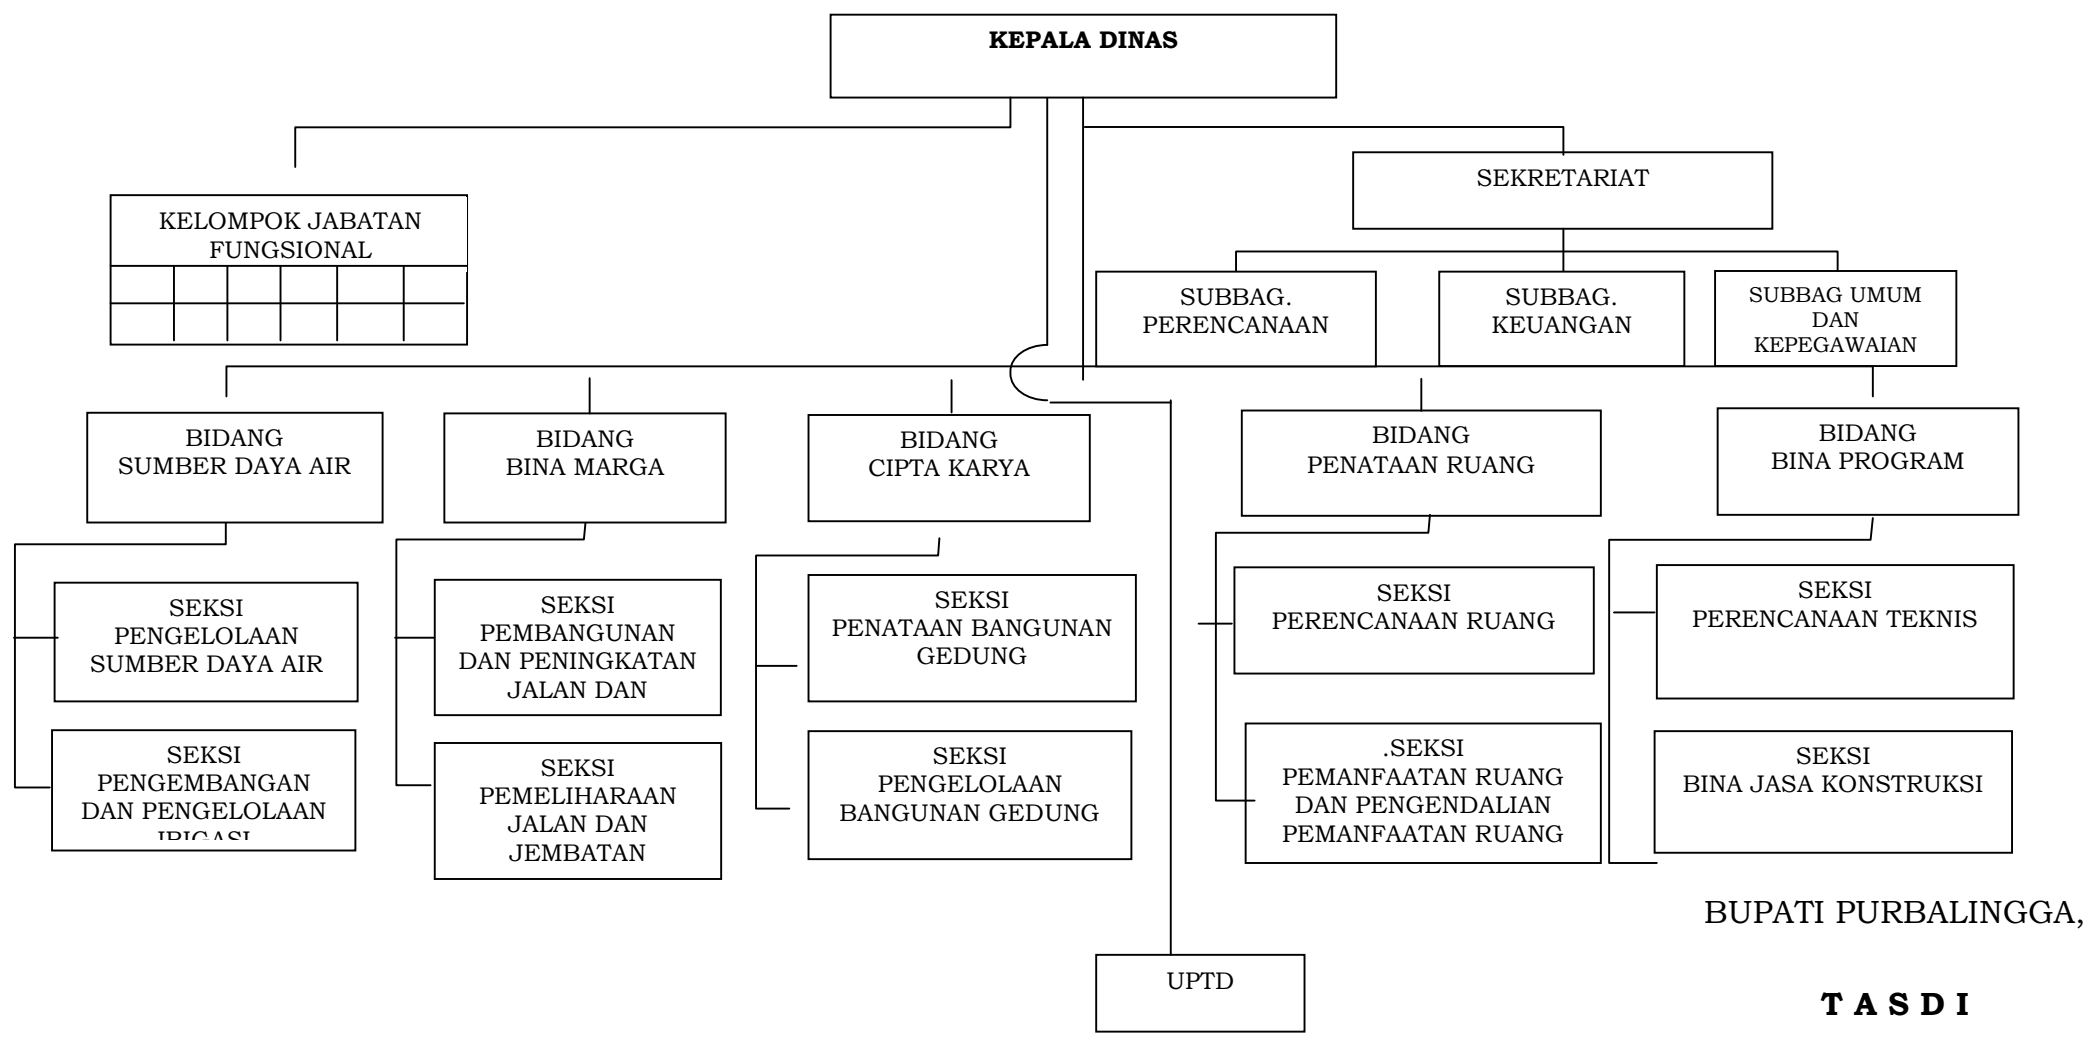 KEPALA DINAS
SEKRETARIAT
KELOMPOK JABATAN
FUNGSIONAL
SUBBAG.
PERENCANAAN
SUBBAG.
KEUANGAN
SUBBAG UMUM
DAN
KEPEGAWAIAN
BIDANG
SUMBER DAYA AIR
BIDANG
BINA MARGA
BIDANG
CIPTA KARYA
BIDANG
PENATAAN RUANG
BIDANG
BINA PROGRAM
SEKSI
PENGELOLAAN
SUMBER DAYA AIR
SEKSI
PEMBANGUNAN
DAN PENINGKATAN
JALAN DAN
SEKSI
PENATAAN BANGUNAN
GEDUNG
SEKSI
PERENCANAAN RUANG
SEKSI
PERENCANAAN TEKNIS
SEKSI
PENGEMBANGAN
DAN PENGELOLAAN
IRIGASI
SEKSI
PEMELIHARAAN
JALAN DAN
JEMBATAN
SEKSI
PENGELOLAAN
BANGUNAN GEDUNG
.SEKSI
PEMANFAATAN RUANG
DAN PENGENDALIAN
PEMANFAATAN RUANG
SEKSI
BINA JASA KONSTRUKSI
BUPATI PURBALINGGA,
UPTD
T A S D I